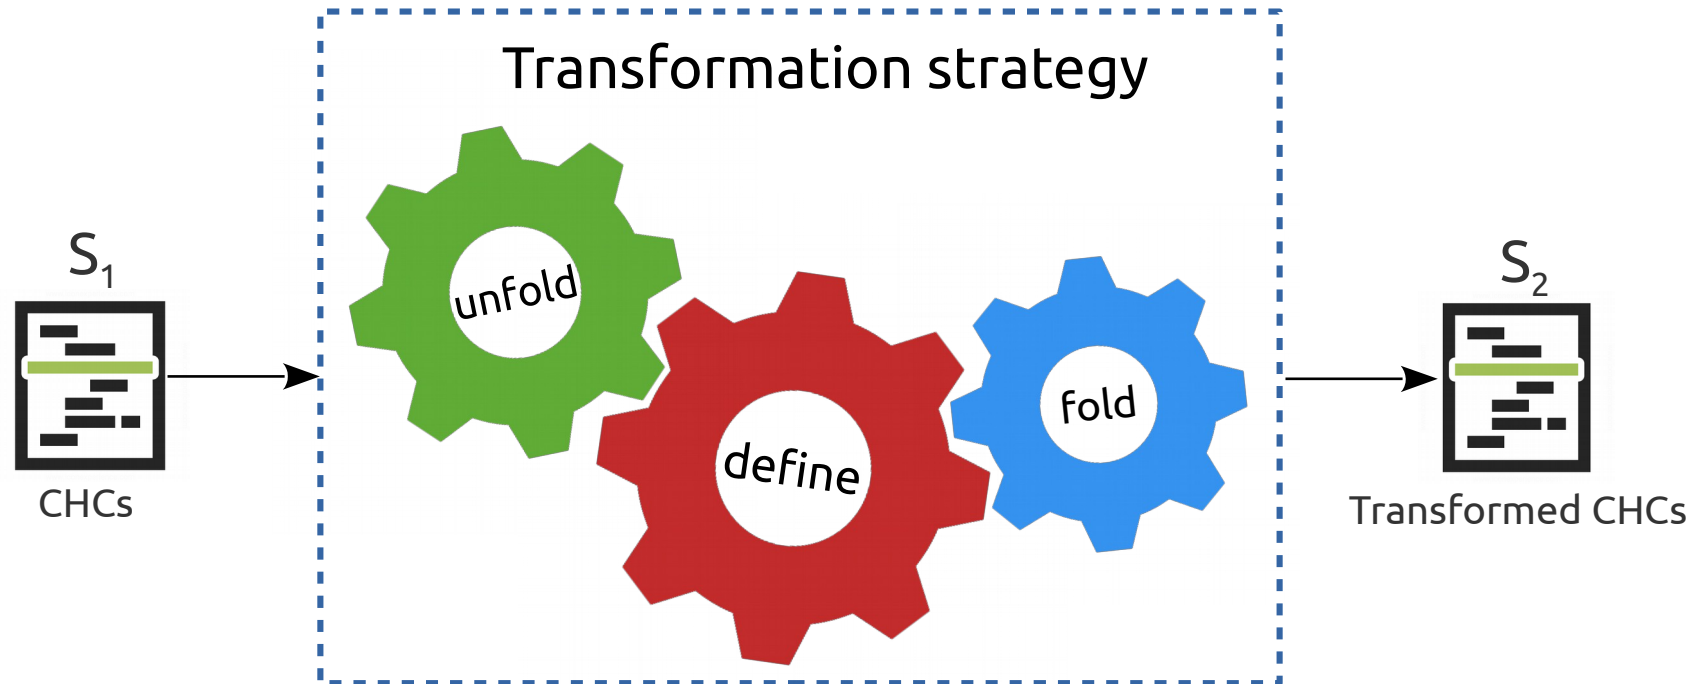 Transformation strategy
S₁
CHCs
unfold
define
fold
S₂
Transformed CHCs